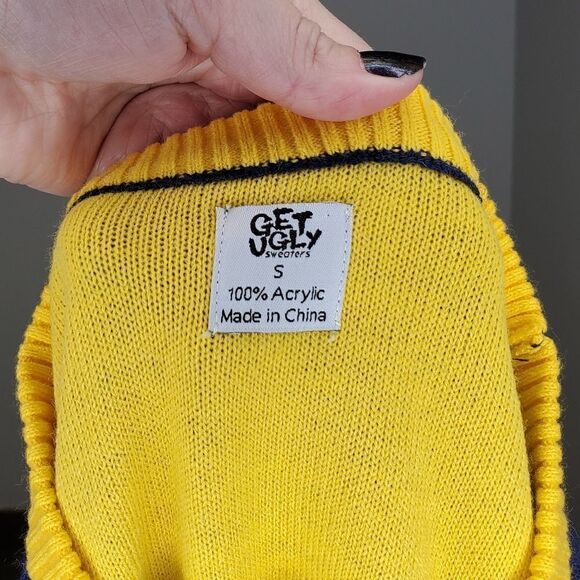 GET
UGLY
sweaters
S
100% Acrylic
Made in China